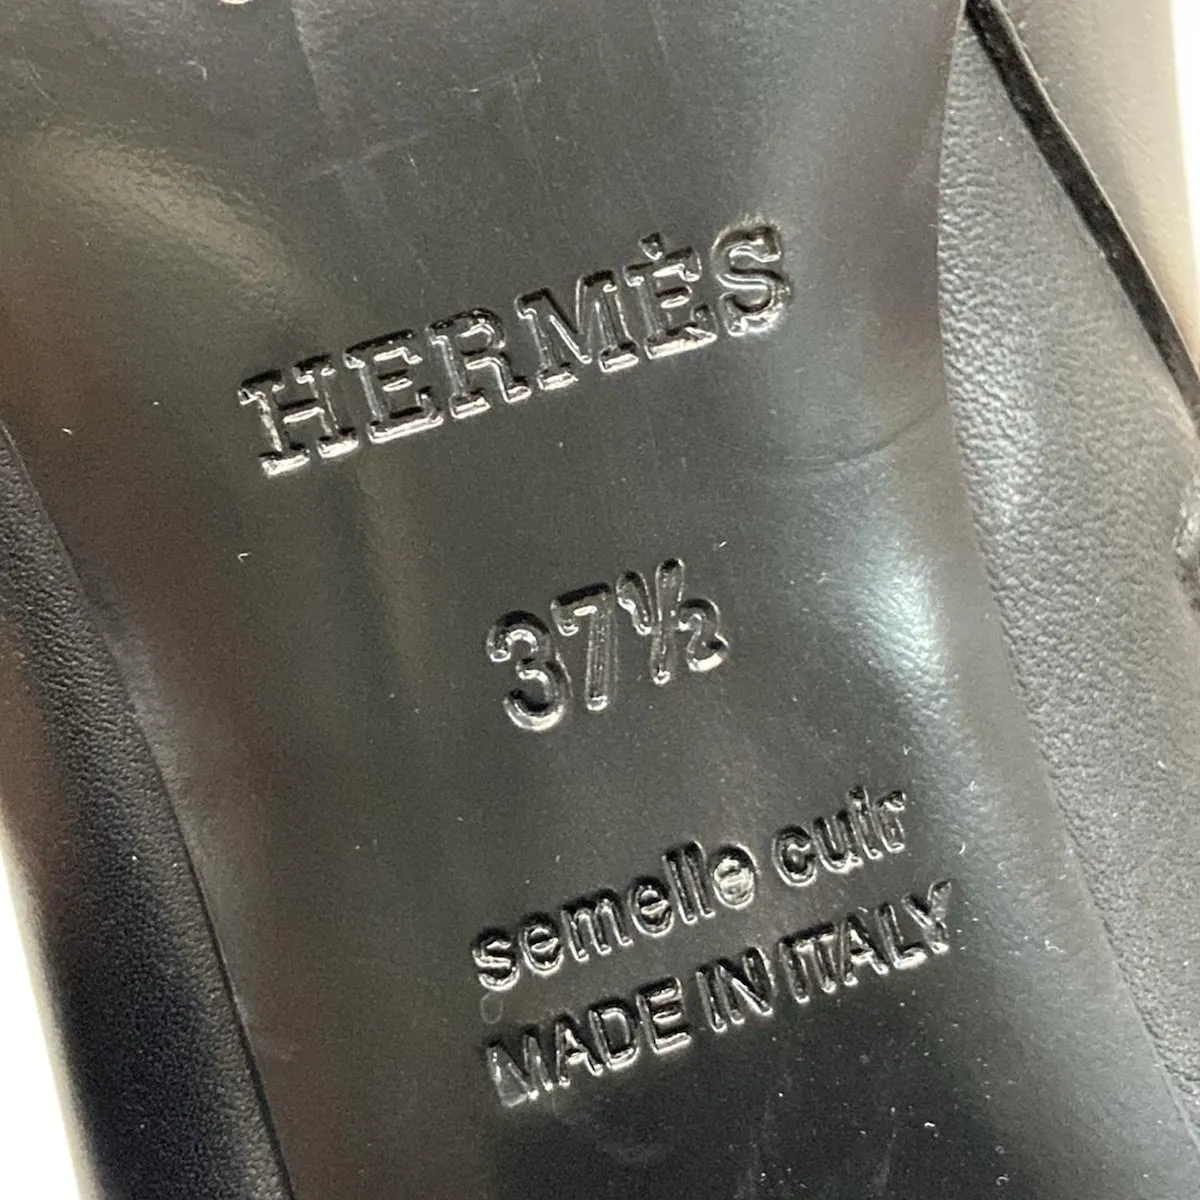 HERMÈS
37½
semelle cuir
MADE IN ITALY